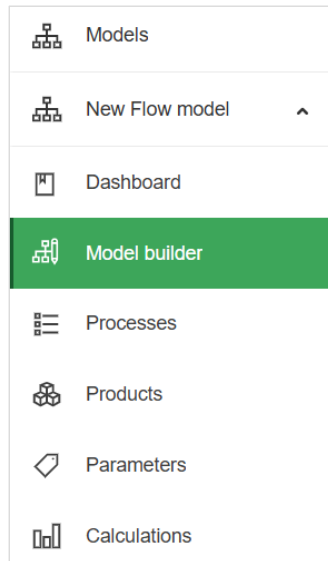 Models
New Flow model
Dashboard
Model builder
Processes
Products
Parameters
Calculations